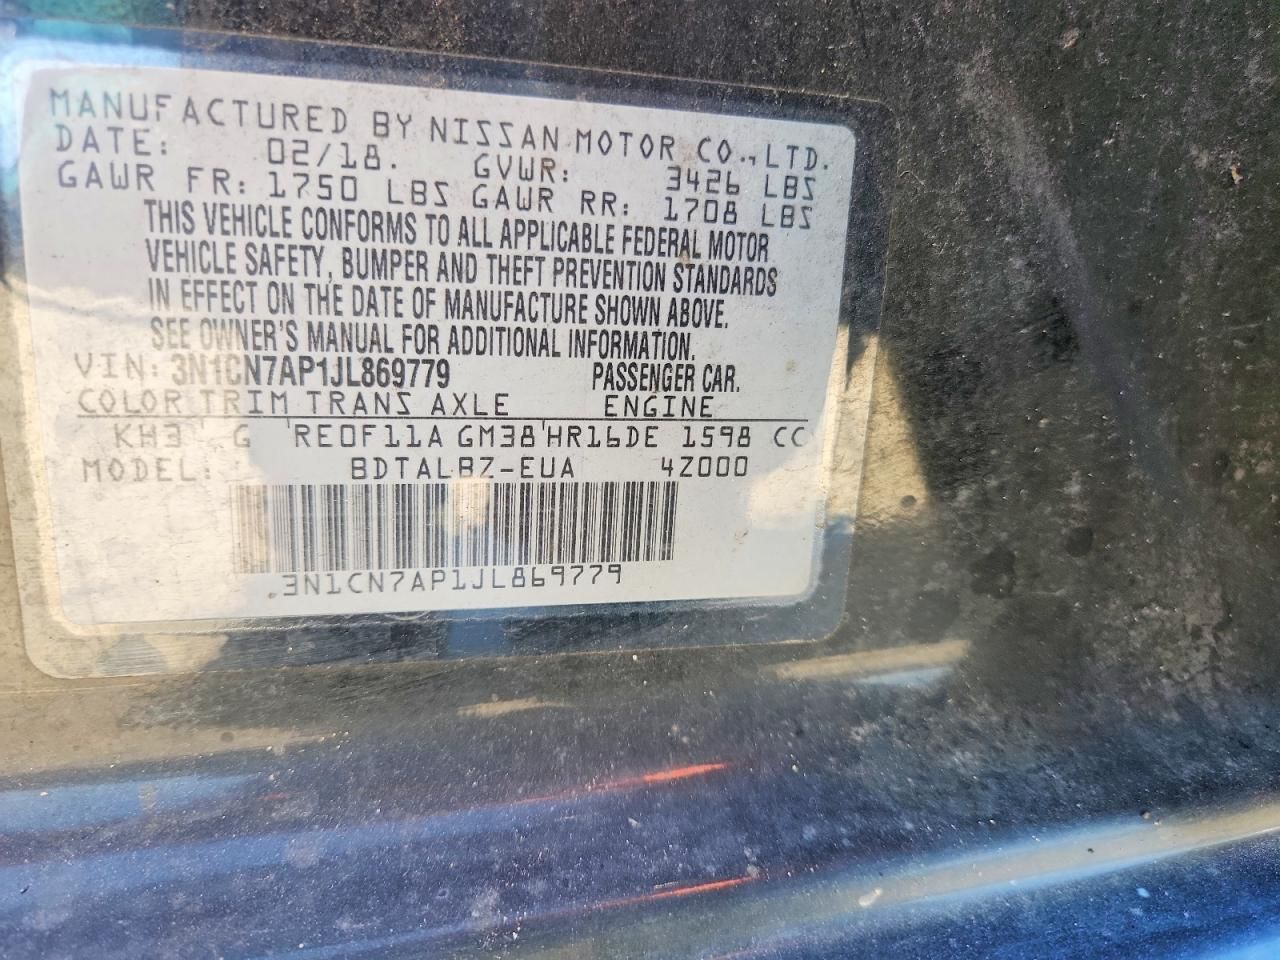 MANUFACTURED BY NISSAN MOTOR CO., LTD.
DATE: 02/18. GVWR: 3426 LBS
GAWR FR: 1750 LBS GAWR RR: 1708 LBS
THIS VEHICLE CONFORMS TO ALL APPLICABLE FEDERAL MOTOR
VEHICLE SAFETY, BUMPER AND THEFT PREVENTION STANDARDS
IN EFFECT ON THE DATE OF MANUFACTURE SHOWN ABOVE.
SEE OWNER'S MANUAL FOR ADDITIONAL INFORMATION.
VIN: 3N1CN7AP1JL869779 PASSENGER CAR.
COLOR TRIM TRANS AXLE ENGINE
KH3 G RE0F11A GM38 HR16DE 1598 CC
MODEL: BDTALBZ-EUA 4Z000
3N1CN7AP1JL869779